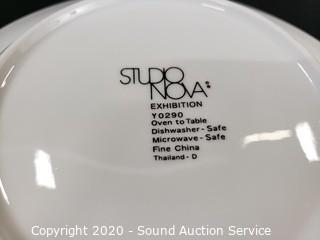 STUDIO
NOVA
EXHIBITION
Y0290
Oven to Table
Dishwasher - Safe
Microwave - Safe
Fine China
Thailand - D
Copyright 2020 - Sound Auction Service